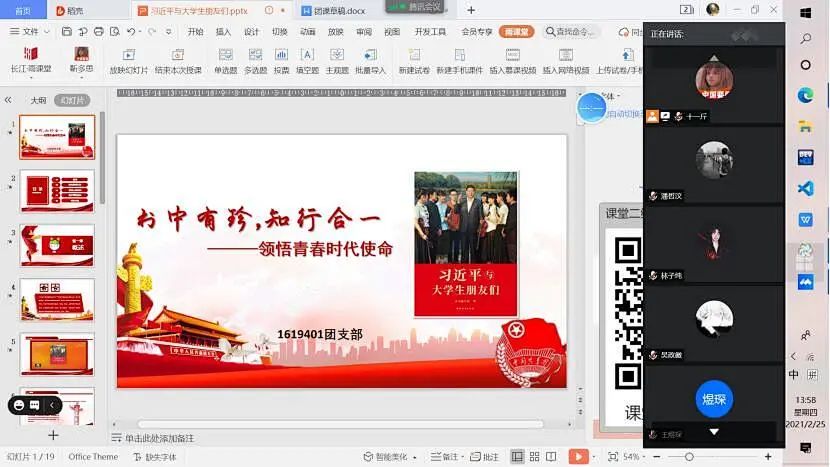 首页
稻壳
习近平与大学生朋友们.pptx
团课草稿.docx
腾讯会议
文件
开始
插入
设计
切换
动画
放映
审阅
视图
开发工具
会员专享
雨课堂
查找命令...
正在讲话:
长江·雨课堂
靳多思
放映幻灯片
结束本次授课
单选题
多选题
投票
填空题
主观题
批量导入
新建试卷
新建手机课件
插入慕课视频
插入网络视频
上传试卷/手
大纲
幻灯片
书中有珍,知行合一
———领悟青春时代使命
习近平与
大学生朋友们
1619401团支部
课堂二
十一斤
潘哲汉
林子纯
吴政融
煜琛
王煜琛
单击此处添加备注
幻灯片 1 / 19
Office Theme
缺失字体
智能美化
备注
批注
54%
中
拼
13:58
星期四
2021/2/25